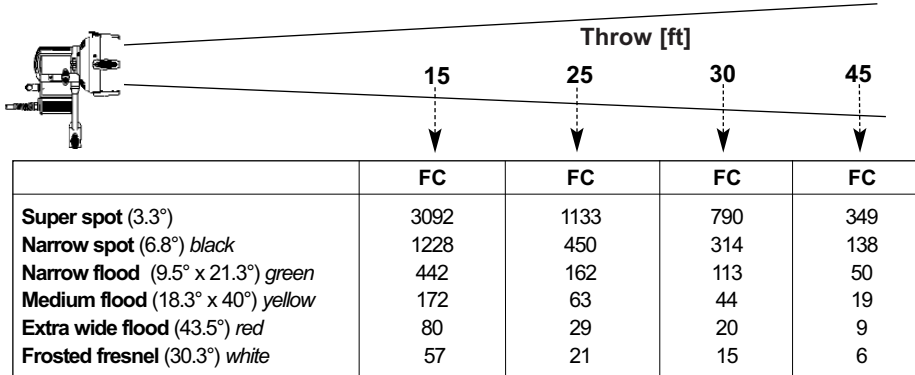 Throw [ft]
15 25 30 45
FC FC FC FC
Super spot (3.3°) 3092 1133 790 349
Narrow spot (6.8°) black 1228 450 314 138
Narrow flood (9.5° x 21.3°) green 442 162 113 50
Medium flood (18.3° x 40°) yellow 172 63 44 19
Extra wide flood (43.5°) red 80 29 20 9
Frosted fresnel (30.3°) white 57 21 15 6